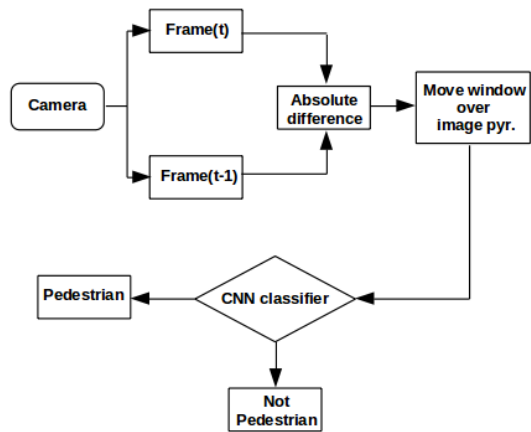 Frame(t)
Camera
Absolute
difference
Move window
over
image pyr.
Frame(t-1)
Pedestrian
CNN classifier
Not
Pedestrian